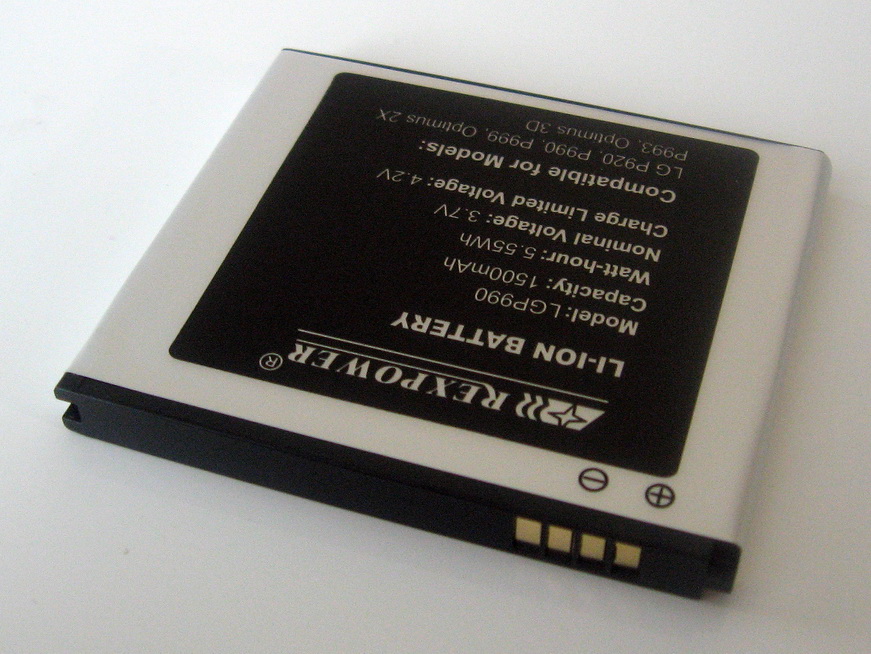 REXPOWER®
LI-ION BATTERY
Model: LGP990
Capacity: 1500mAh
Watt-hour: 5.55Wh
Nominal Voltage: 3.7V
Charge Limited Voltage: 4.2V
Compatible for Models:
LG P920, P990, P999, Optimus 2X
P993, Optimus 3D
⊕ ⊖